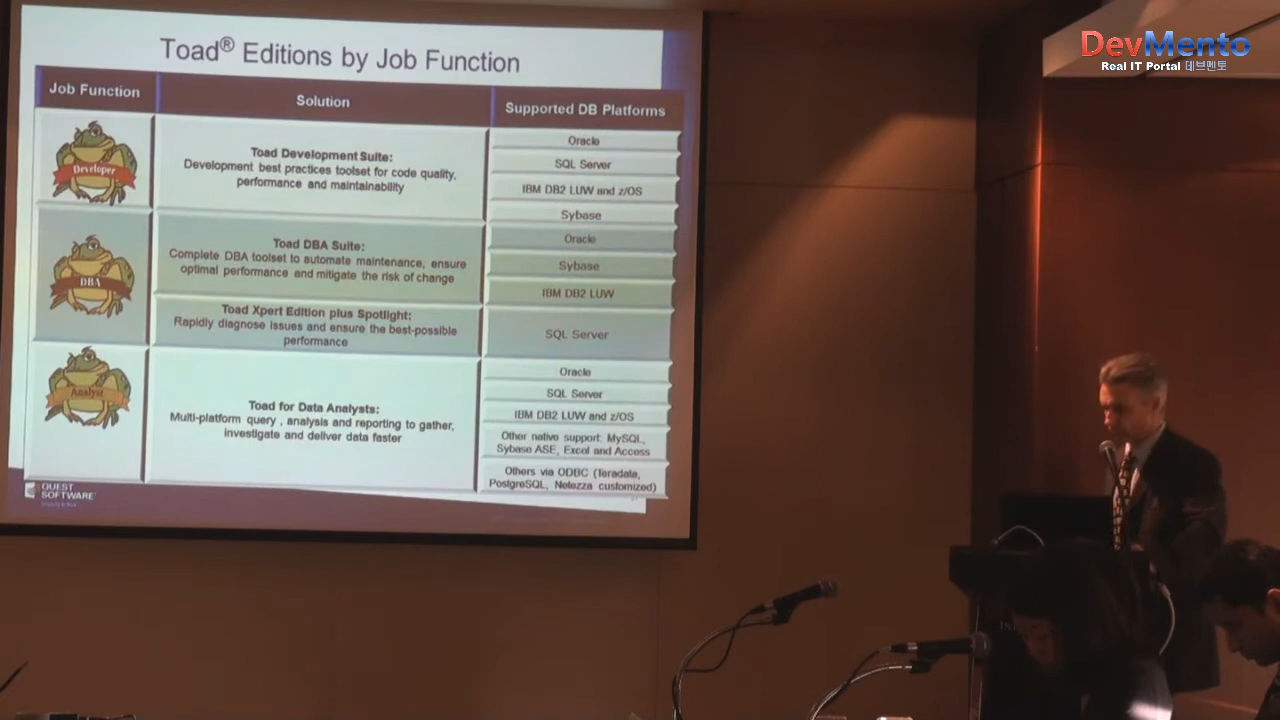 DevMento
Real IT Portal 데브멘토
Toad® Editions by Job Function
Job Function
Solution
Supported DB Platforms
Developer
Toad Development Suite:
Development best practices toolset for code quality,
performance and maintainability
Oracle
SQL Server
IBM DB2 LUW and z/OS
Sybase
DBA
Toad DBA Suite:
Complete DBA toolset to automate maintenance, ensure
optimal performance and mitigate the risk of change
Oracle
Sybase
IBM DB2 LUW
Toad Xpert Edition plus Spotlight:
Rapidly diagnose issues and ensure the best-possible
performance
SQL Server
Analyst
Toad for Data Analysts:
Multi-platform query , analysis and reporting to gather,
investigate and deliver data faster
Oracle
SQL Server
IBM DB2 LUW and z/OS
Other native support: MySQL,
Sybase ASE, Excel and Access
Others via ODBC (Teradata,
PostgreSQL, Netezza customized)
QUEST
SOFTWARE